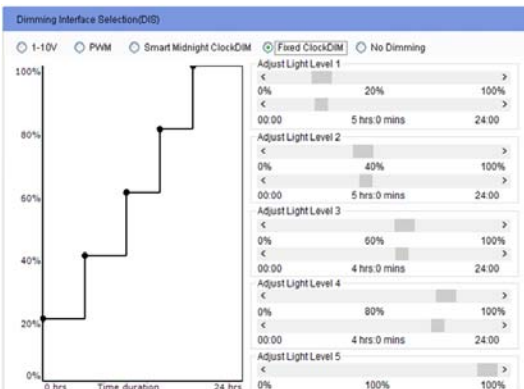 Dimming Interface Selection(DIS)
1-10V PWM Smart Midnight ClockDIM Fixed ClockDIM No Dimming
100%
80%
60%
40%
20%
0%
0 hrs Time duration 24 hrs
Adjust Light Level 1
< >
0% 20% 100%
< >
00:00 5 hrs:0 mins 24:00
Adjust Light Level 2
< >
0% 40% 100%
< >
00:00 5 hrs:0 mins 24:00
Adjust Light Level 3
< >
0% 60% 100%
< >
00:00 4 hrs:0 mins 24:00
Adjust Light Level 4
< >
0% 80% 100%
< >
00:00 4 hrs:0 mins 24:00
Adjust Light Level 5
< >
0% 100% 100%